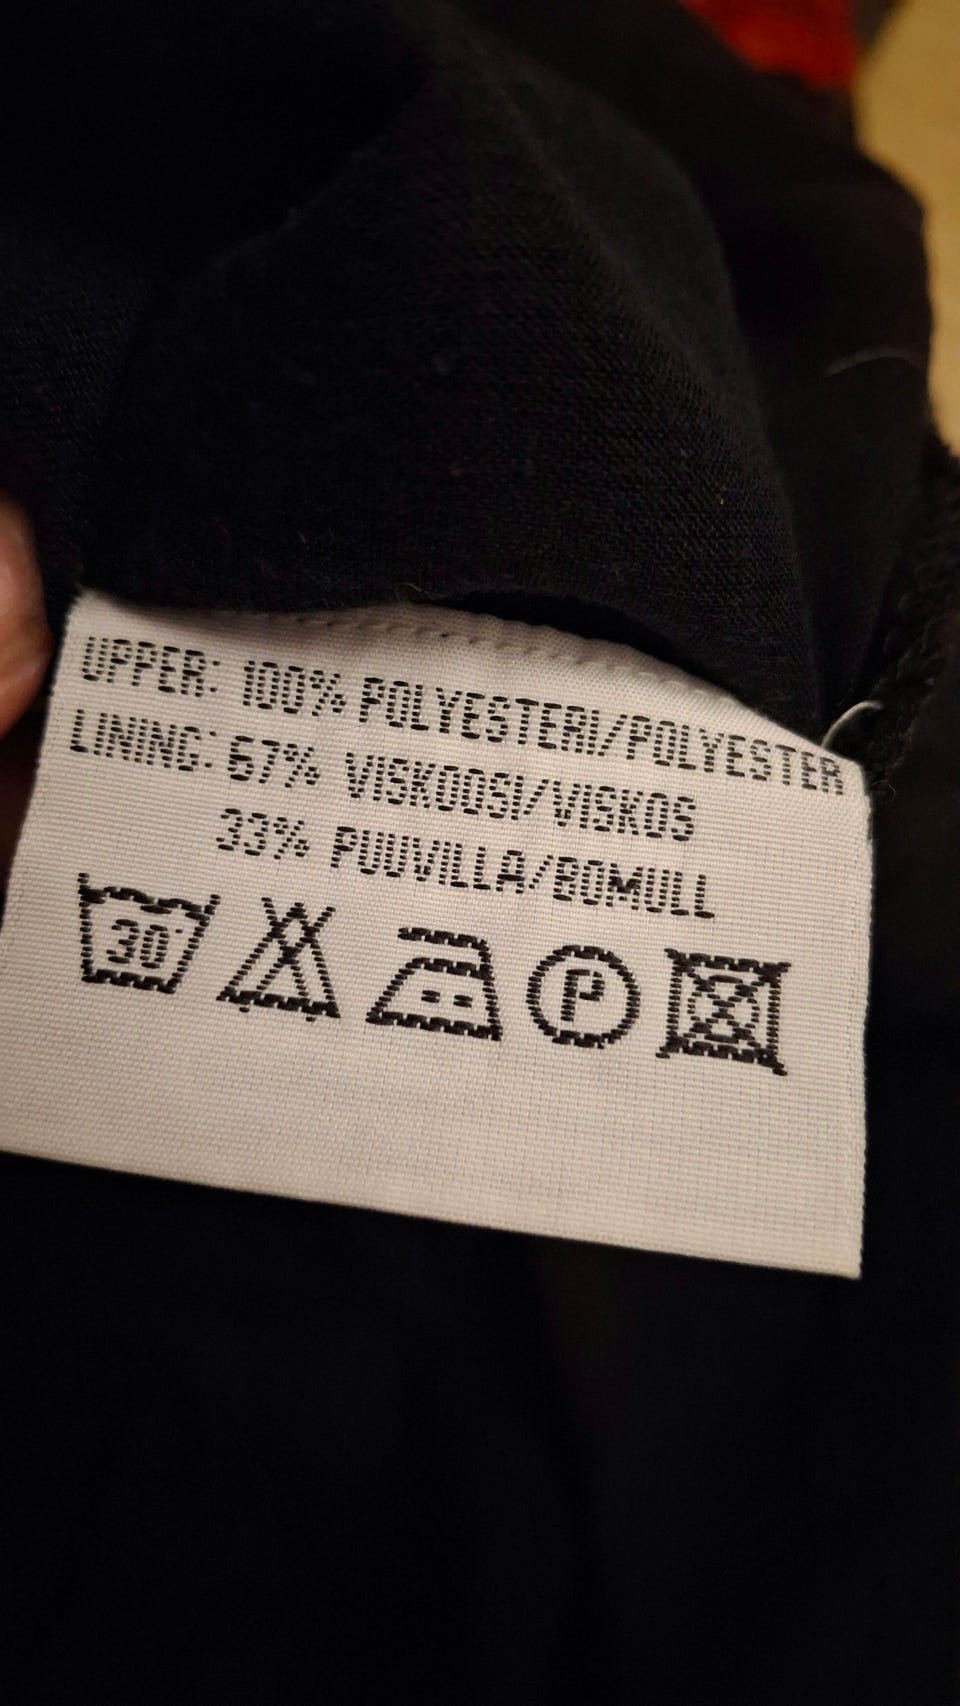 UPPER: 100% POLYESTERI/POLYESTER
LINING: 67% VISKOOSI/VISKOS
33% PUUVILLA/BOMULL
30°
P